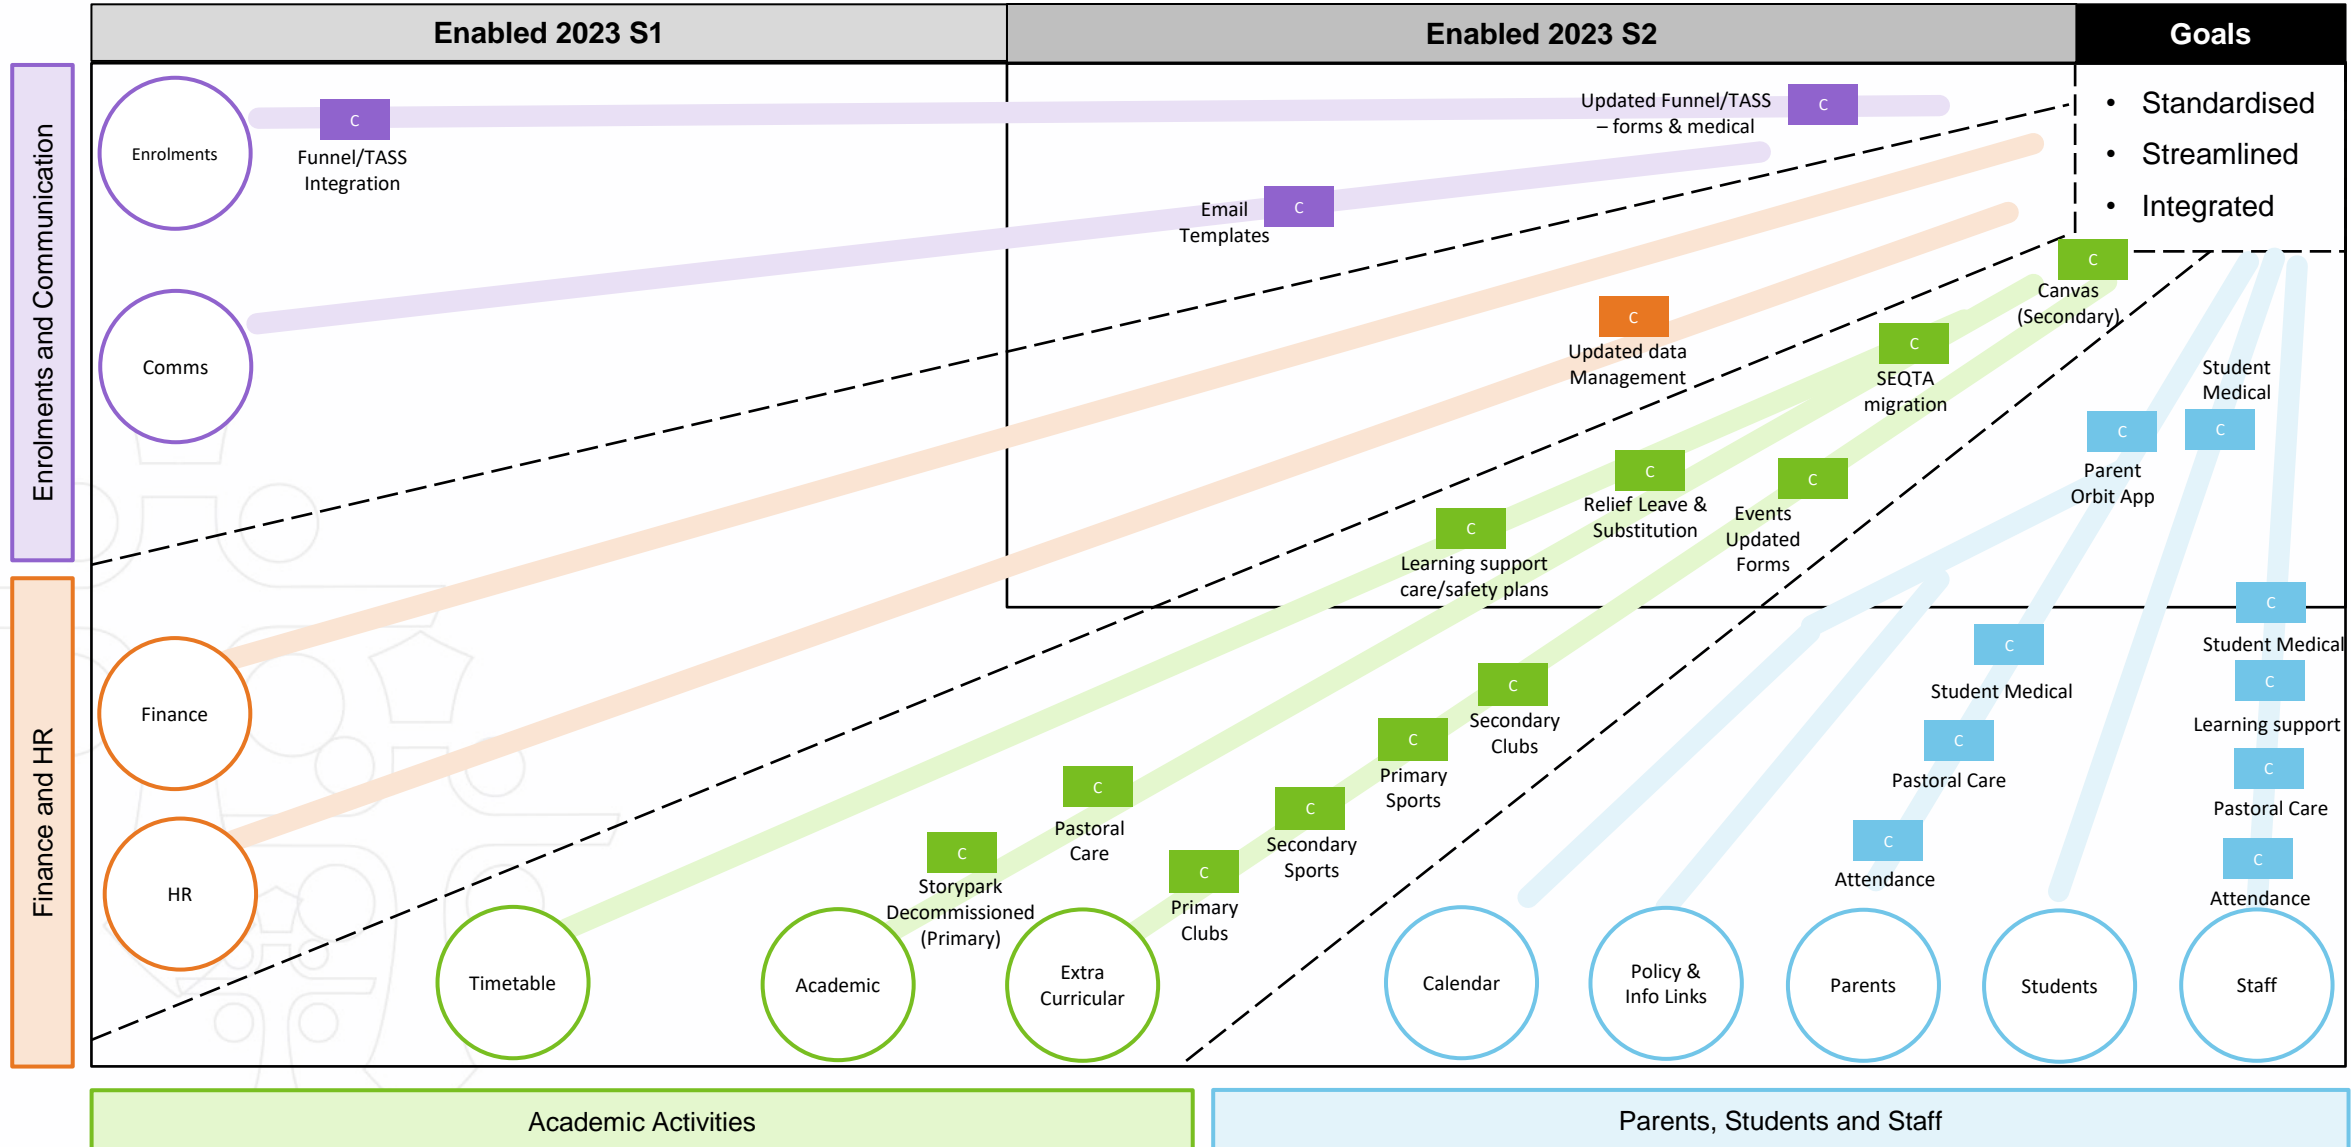 Enabled 2023 S1
Enabled 2023 S2
Goals
Enrolments and Communication
Enrolments
C
Funnel/TASS
Integration
Updated Funnel/TASS
– forms & medical
C
• Standardised
• Streamlined
• Integrated
Email
Templates
C
Comms
C
Canvas
(Secondary)
C
Updated data
Management
C
SEQTA
migration
Student
Medical
C
C
Parent
Orbit App
C
Relief Leave &
Substitution
C
Events
Updated
Forms
C
Learning support
care/safety plans
Finance and HR
Finance
HR
C
Student Medical
C
Student Medical
C
Learning support
C
Secondary
Clubs
C
Primary
Sports
C
Pastoral Care
C
Pastoral Care
C
Pastoral
Care
C
Secondary
Sports
C
Storypark
Decommissioned
(Primary)
C
Primary
Clubs
C
Attendance
C
Attendance
Timetable
Academic
Extra
Curricular
Calendar
Policy &
Info Links
Parents
Students
Staff
Academic Activities
Parents, Students and Staff